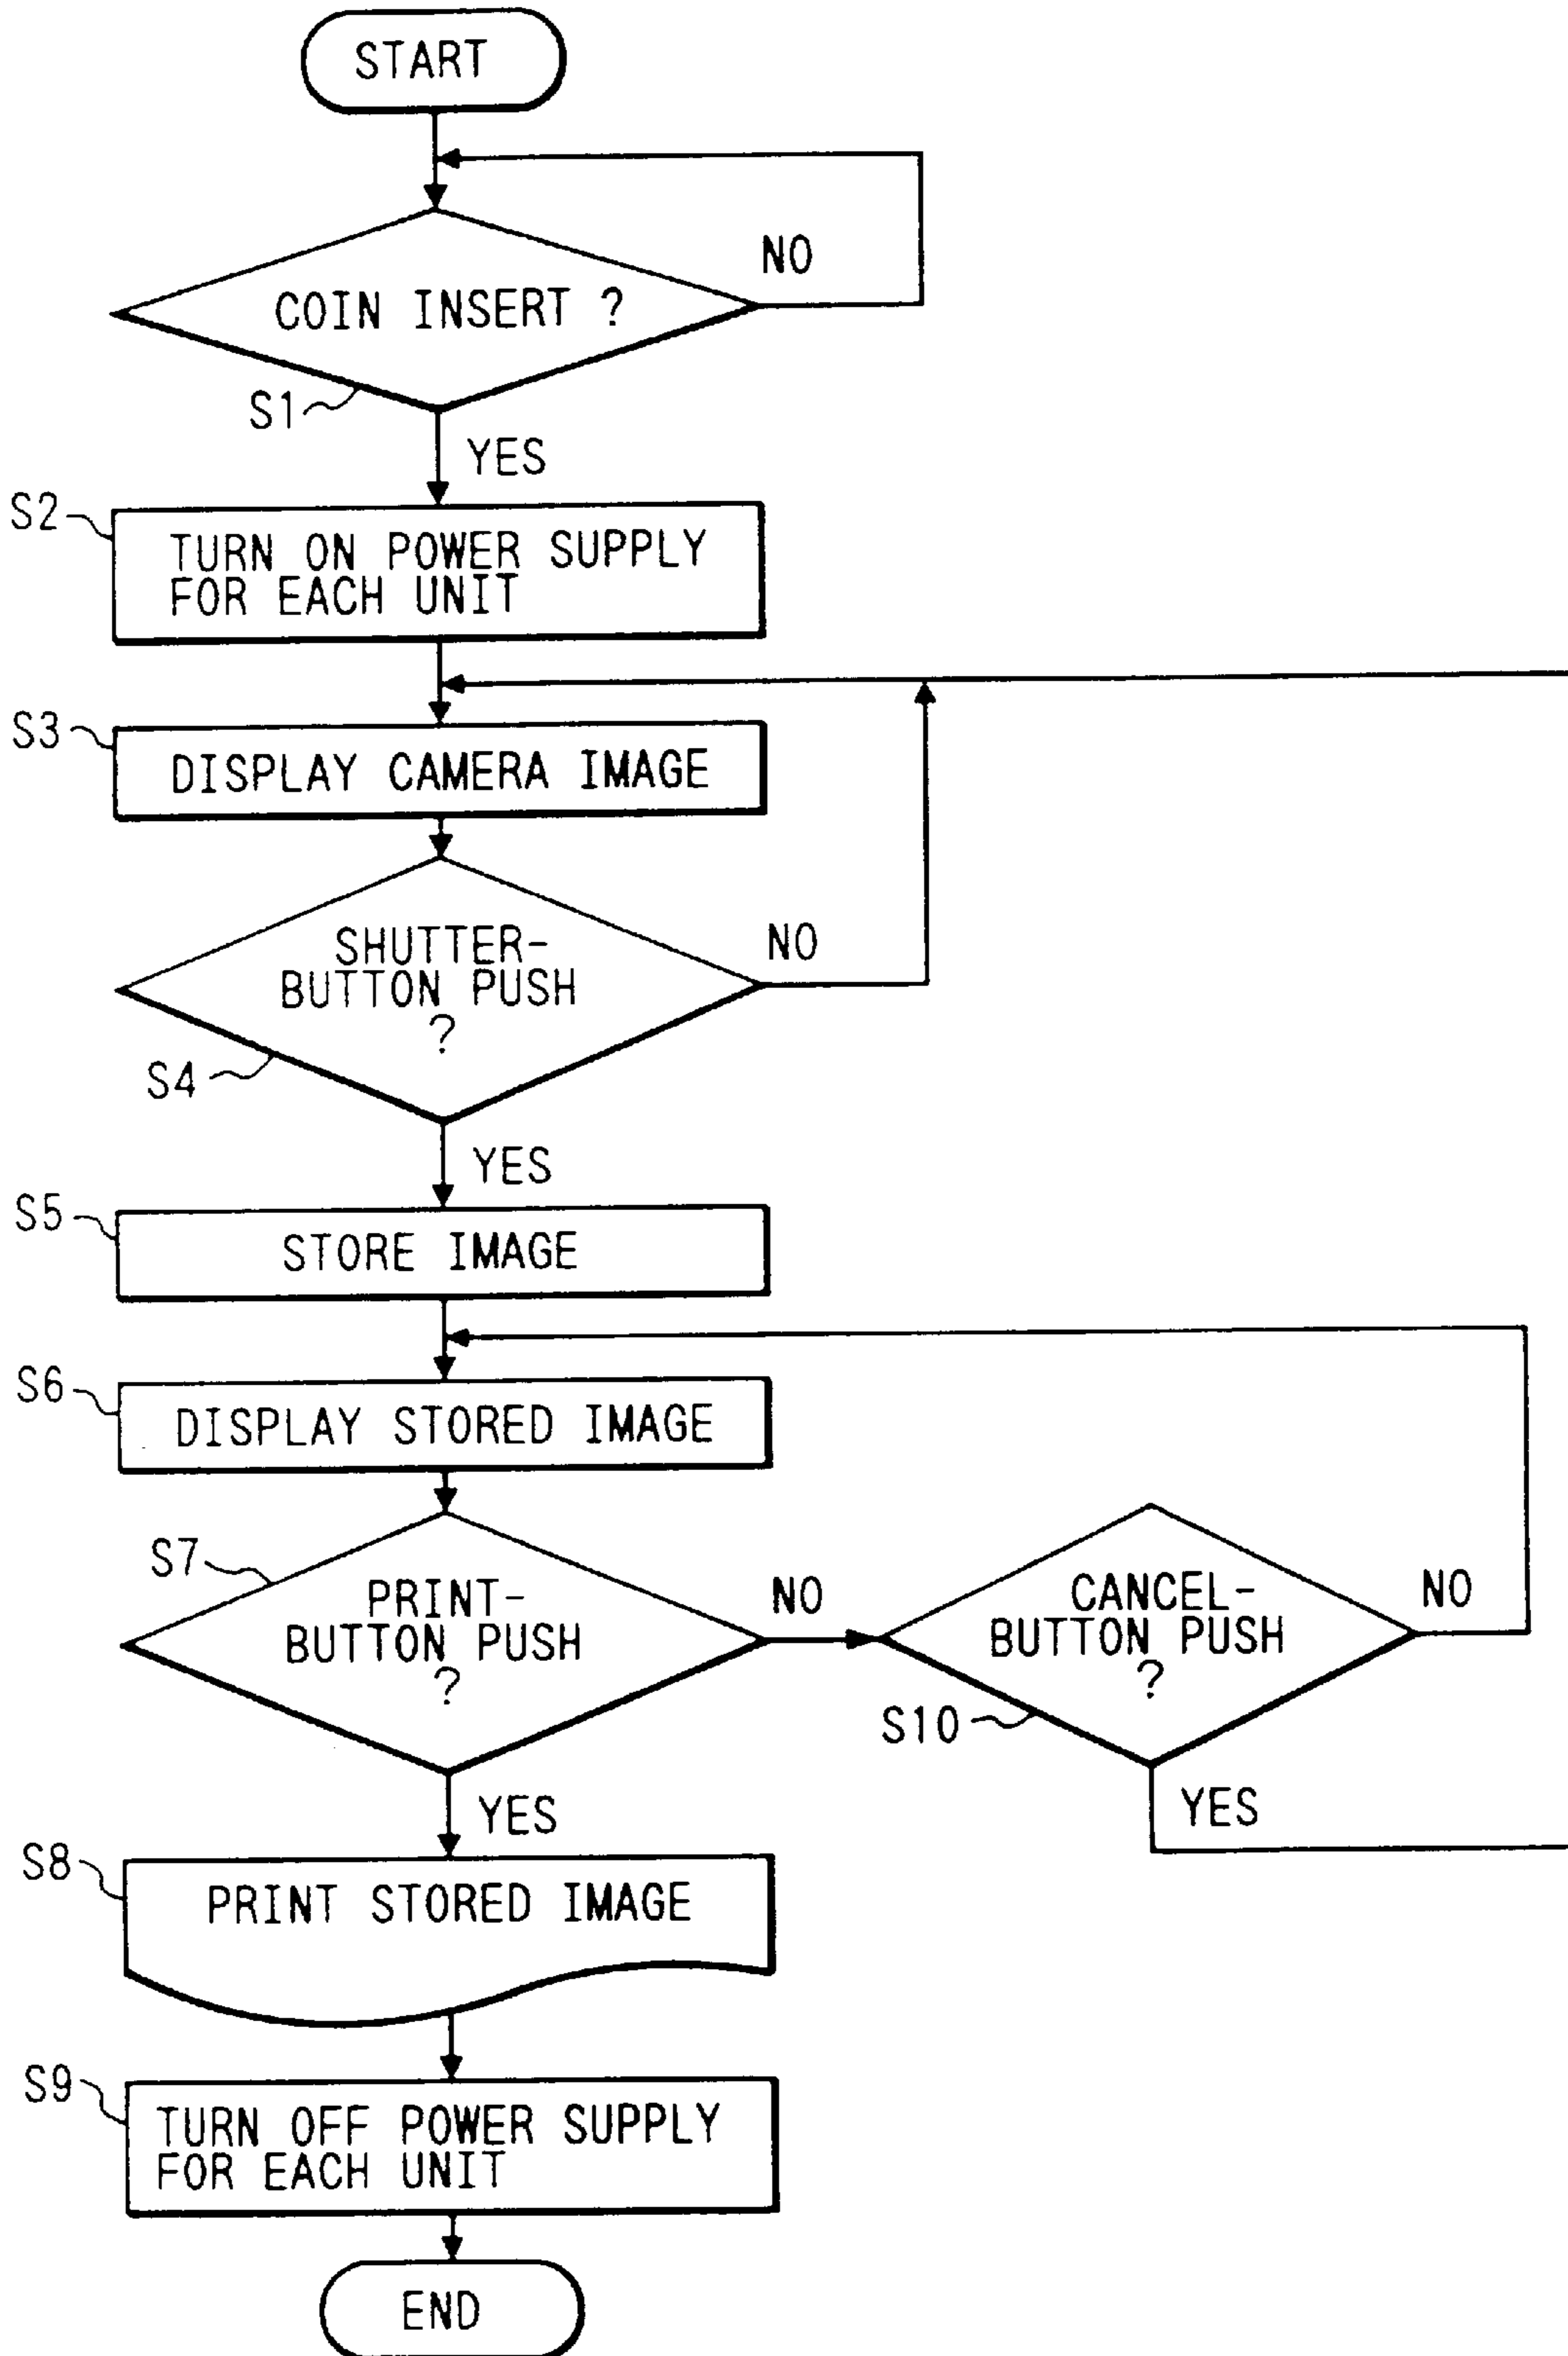 START
NO
COIN INSERT ?
S1
YES
S2
TURN ON POWER SUPPLY
FOR EACH UNIT
S3
DISPLAY CAMERA IMAGE
SHUTTER-
BUTTON PUSH
?
NO
S4
YES
S5
STORE IMAGE
S6
DISPLAY STORED IMAGE
S7
PRINT-
BUTTON PUSH
?
NO
CANCEL-
BUTTON PUSH
?
NO
S10
YES
YES
S8
PRINT STORED IMAGE
S9
TURN OFF POWER SUPPLY
FOR EACH UNIT
END